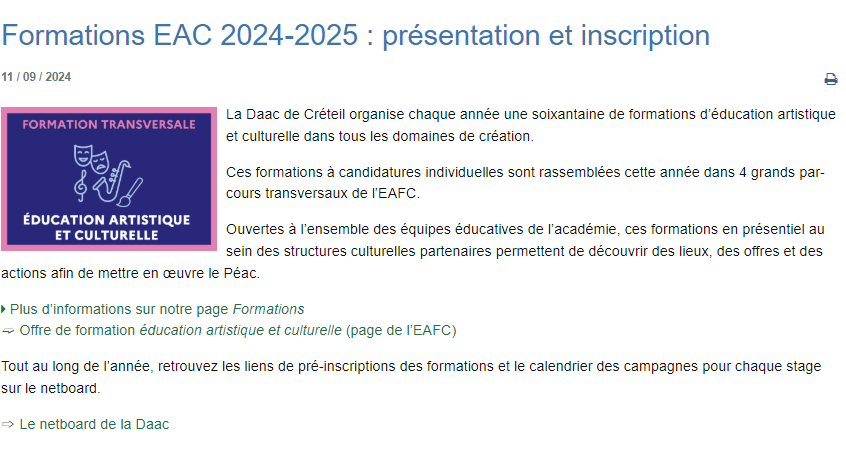 Formations EAC 2024-2025 : présentation et inscription
11 / 09 / 2024
FORMATION TRANSVERSALE
ÉDUCATION ARTISTIQUE
ET CULTURELLE
La Daac de Créteil organise chaque année une soixantaine de formations d’éducation artistique
et culturelle dans tous les domaines de création.
Ces formations à candidatures individuelles sont rassemblées cette année dans 4 grands par-
cours transversaux de l’EAFC.
Ouvertes à l’ensemble des équipes éducatives de l’académie, ces formations en présentiel au
sein des structures culturelles partenaires permettent de découvrir des lieux, des offres et des
actions afin de mettre en œuvre le Péac.
Plus d’informations sur notre page Formations
➫ Offre de formation éducation artistique et culturelle (page de l’EAFC)
Tout au long de l’année, retrouvez les liens de pré-inscriptions des formations et le calendrier des campagnes pour chaque stage
sur le netboard.
⇨ Le netboard de la Daac